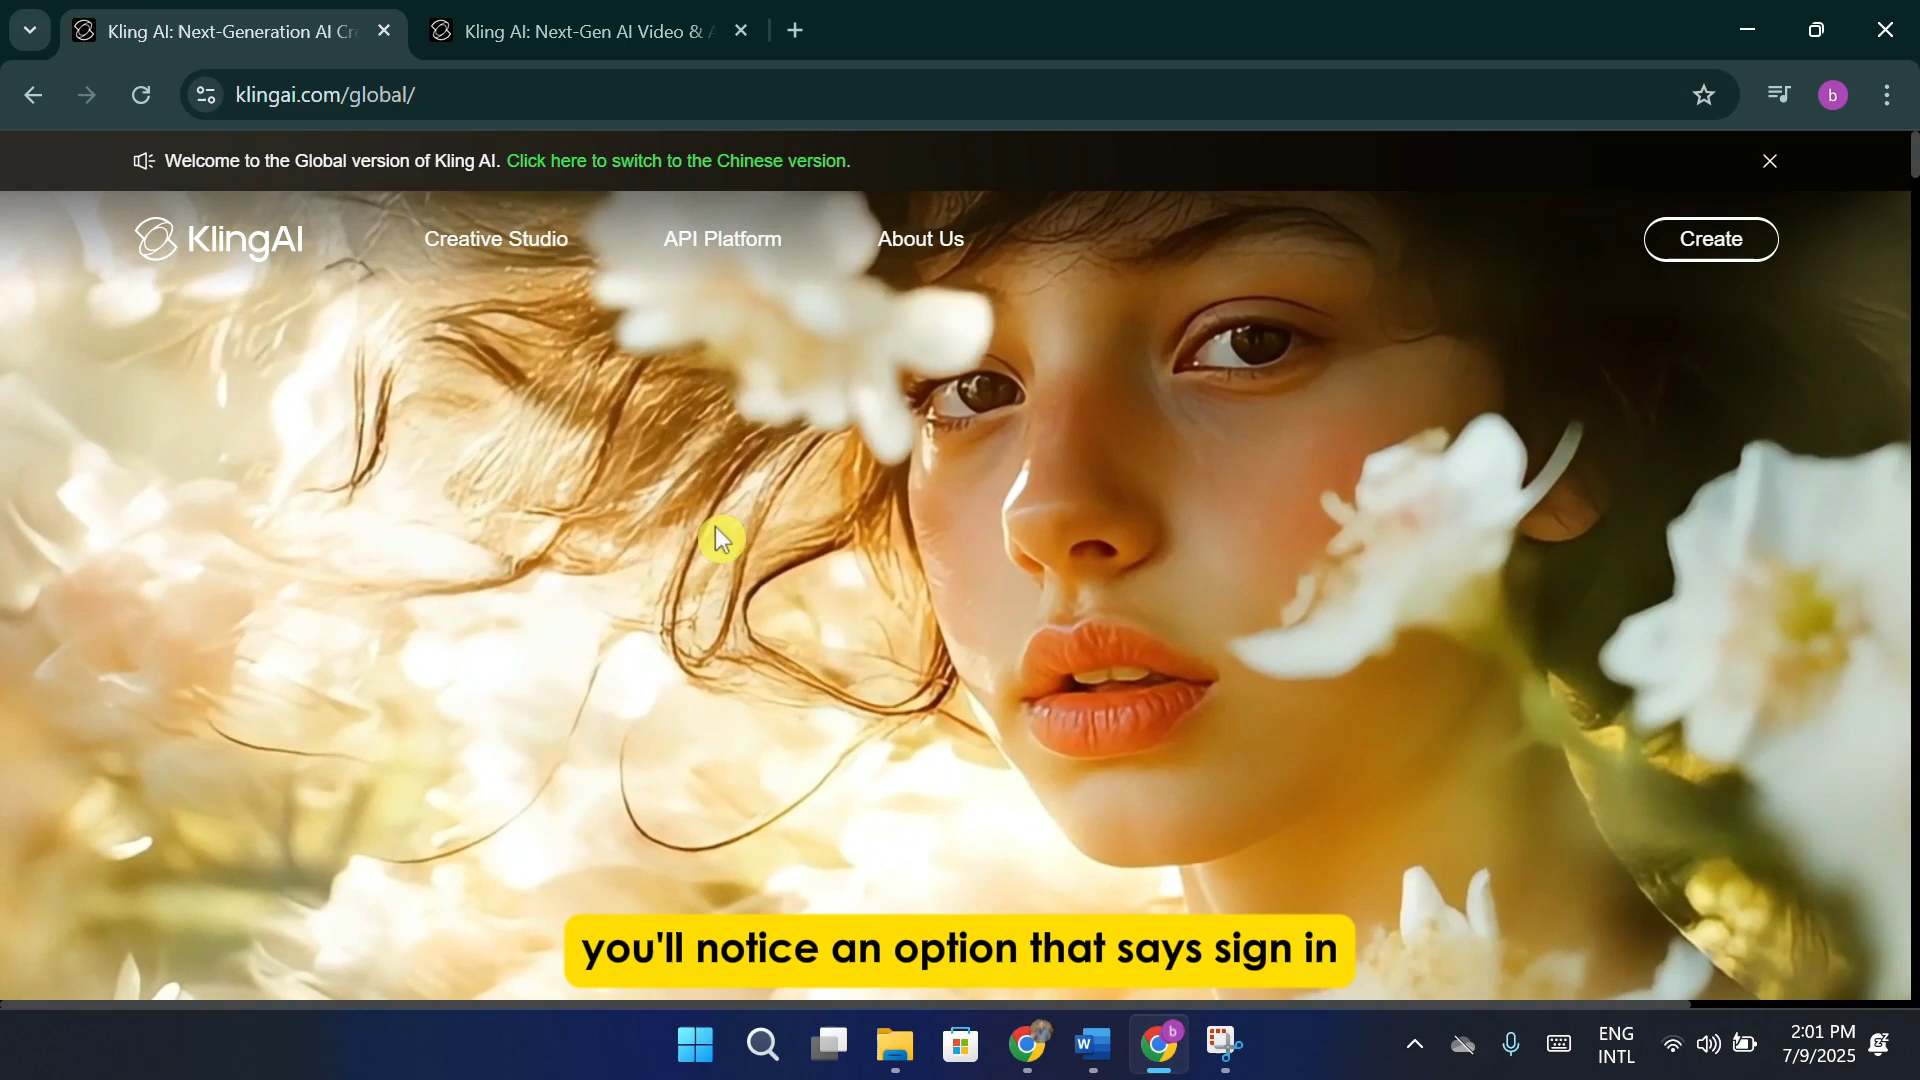 Kling AI: Next-Generation AI Cr
Kling AI: Next-Gen AI Video &
klingai.com/global/
b
Welcome to the Global version of Kling AI. Click here to switch to the Chinese version.
KlingAI
Creative Studio
API Platform
About Us
Create
you'll notice an option that says sign in
W
b
ENG
INTL
2:01 PM
7/9/2025